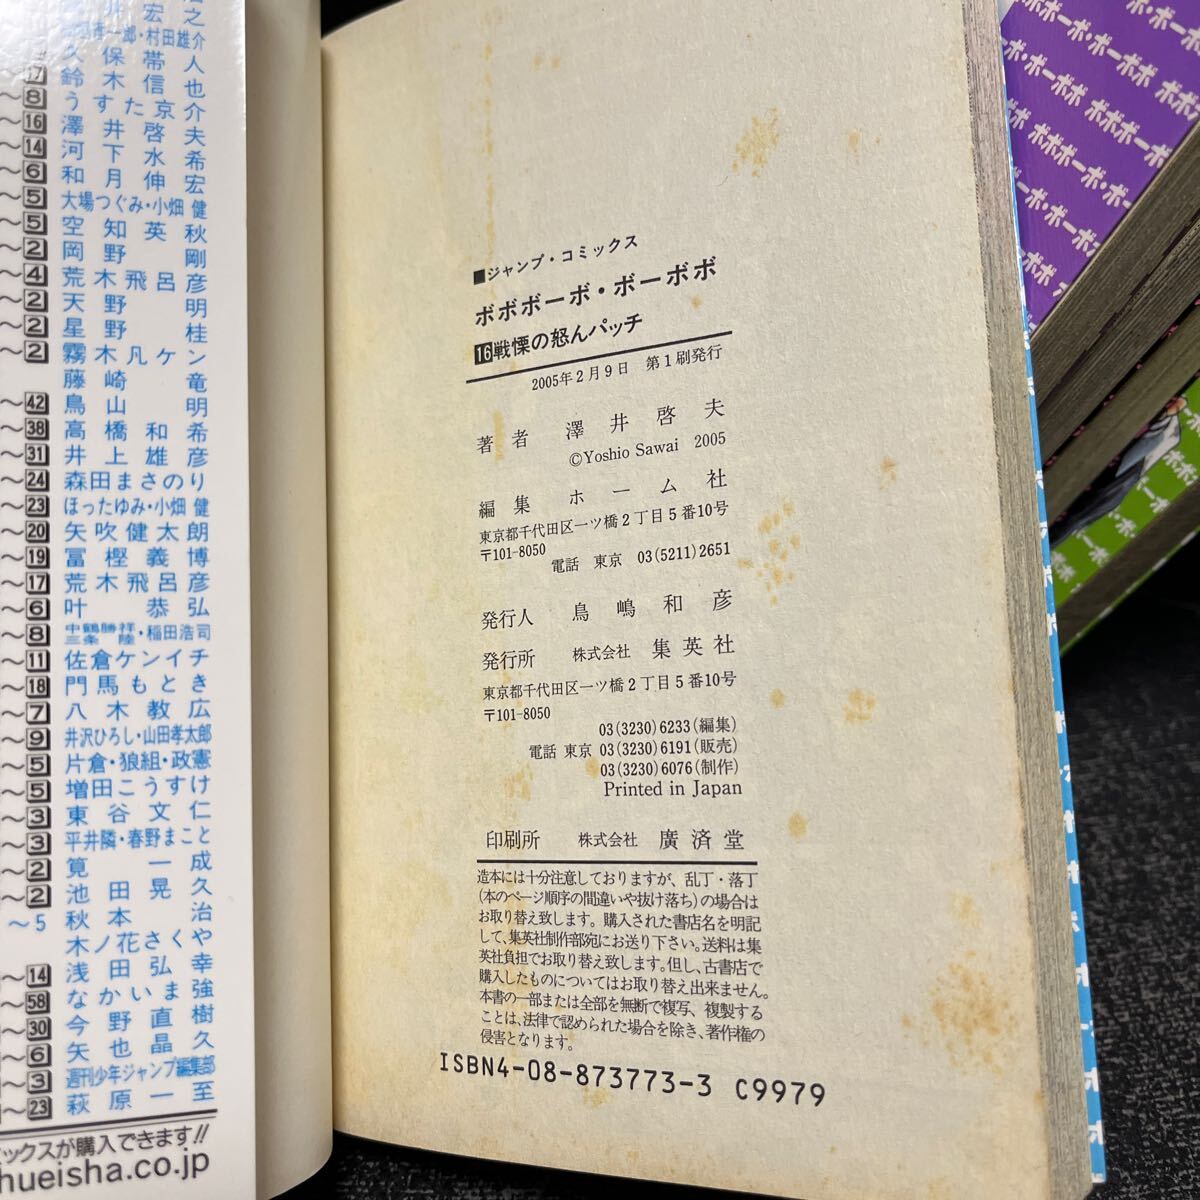 久保帯人
鈴木信也
~8 うすた京介
~16 澤井啓夫
~14 河下水希
~6 和月伸宏
~5 大場つぐみ・小畑 健
~5 空知英秋
~2 岡野 剛
~4 荒木飛呂彦
~2 天野 明
~2 星野 桂
~2 霧木凡ケン
藤崎 竜
~42 鳥山 明
~38 高橋和希
~31 井上雄彦
~24 森田まさのり
~23 ほったゆみ・小畑 健
~20 矢吹健太朗
~19 冨樫義博
~17 荒木飛呂彦
~6 叶 恭弘
~8 中鶴勝祥・稲田浩司
三条 陸
~11 佐倉ケンイチ
~18 門馬もとき
~7 八木教広
~9 井沢ひろし・山田孝太郎
~5 片倉・狼組・政憲
~5 増田こうすけ
~3 東谷文仁
~3 平井隣・春野まこと
~2 筧 一成
~2 池田晃久
~5 秋本 治
木ノ花さくや
~14 浅田弘幸
~58 なかいま強
~30 今野直樹
~6 矢也晶久
~3 週刊少年ジャンプ編集部
~23 萩原一至
ックスが購入できます!!
hueisha.co.jp
■ジャンプ・コミックス
ボボボーボ・ボーボボ
16戦慄の怒んパッチ
2005年2月9日 第1刷発行
著者 澤井啓夫
©Yoshio Sawai 2005
編集 ホーム社
東京都千代田区一ツ橋2丁目5番10号
〒101-8050
電話 東京 03(5211)2651
発行人 鳥嶋和彦
発行所 株式会社 集英社
東京都千代田区一ツ橋2丁目5番10号
〒101-8050
03(3230)6233(編集)
電話 東京 03(3230)6191(販売)
03(3230)6076(制作)
Printed in Japan
印刷所 株式会社 廣済堂
造本には十分注意しておりますが、乱丁・落丁
(本のページ順序の間違いや抜け落ち)の場合は
お取り替え致します。購入された書店名を明記
して、集英社制作部宛にお送り下さい。送料は集
英社負担でお取り替え致します。但し、古書店で
購入したものについてはお取り替え出来ません。
本書の一部または全部を無断で複写、複製する
ことは、法律で認められた場合を除き、著作権の
侵害となります。
ISBN4-08-873773-3 C9979